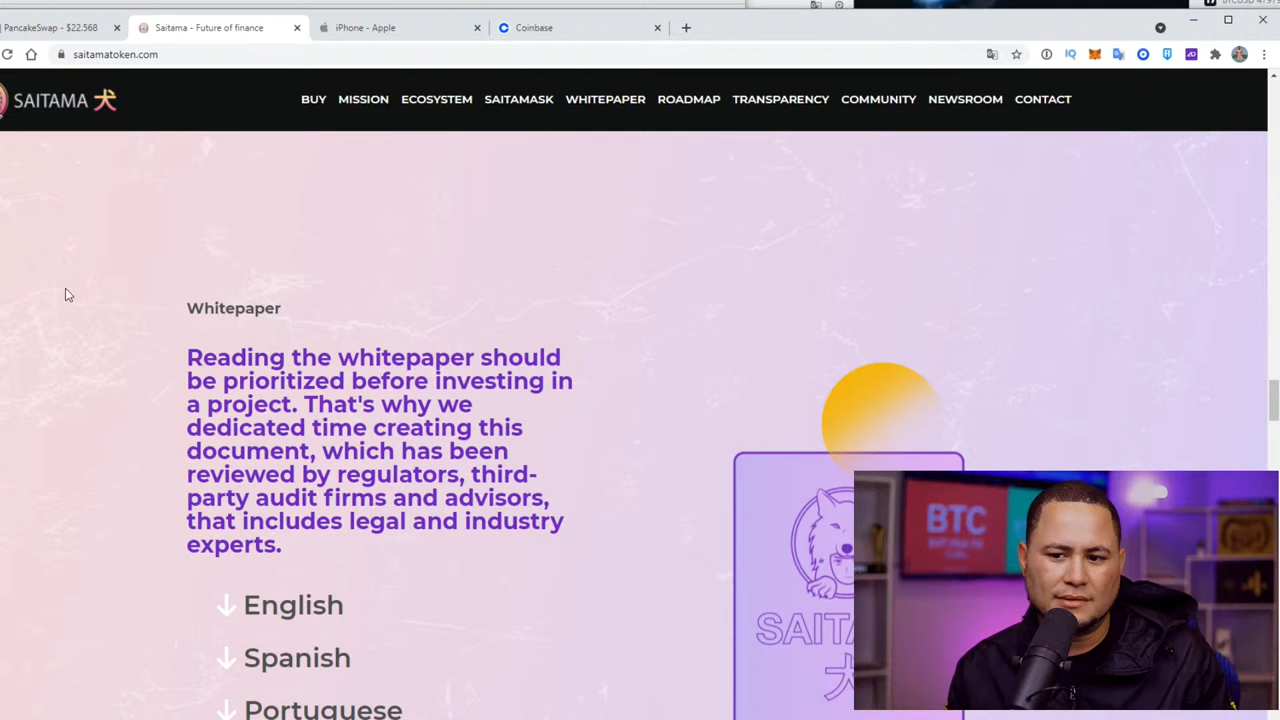 PancakeSwap - $22.568
Saitama - Future of finance
iPhone - Apple
Coinbase
saitamatoken.com
SAITAMA 犬
BUY MISSION ECOSYSTEM SAITAMASK WHITEPAPER ROADMAP TRANSPARENCY COMMUNITY NEWSROOM CONTACT
Whitepaper
Reading the whitepaper should
be prioritized before investing in
a project. That's why we
dedicated time creating this
document, which has been
reviewed by regulators, third-
party audit firms and advisors,
that includes legal and industry
experts.
English
Spanish
Portuguese
SAITA
犬
BTC